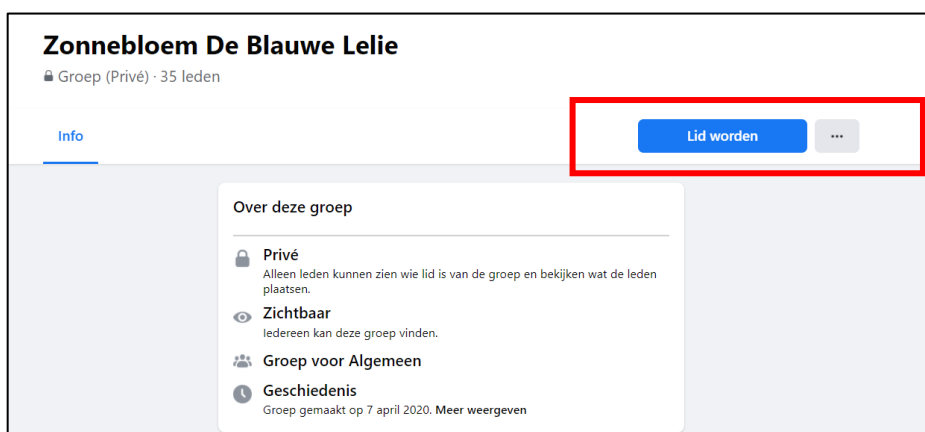 Zonnebloem De Blauwe Lelie
Groep (Privé) · 35 leden
Info
Lid worden
...
Over deze groep
Privé
Alleen leden kunnen zien wie lid is van de groep en bekijken wat de leden
plaatsen.
Zichtbaar
Iedereen kan deze groep vinden.
Groep voor Algemeen
Geschiedenis
Groep gemaakt op 7 april 2020. Meer weergeven